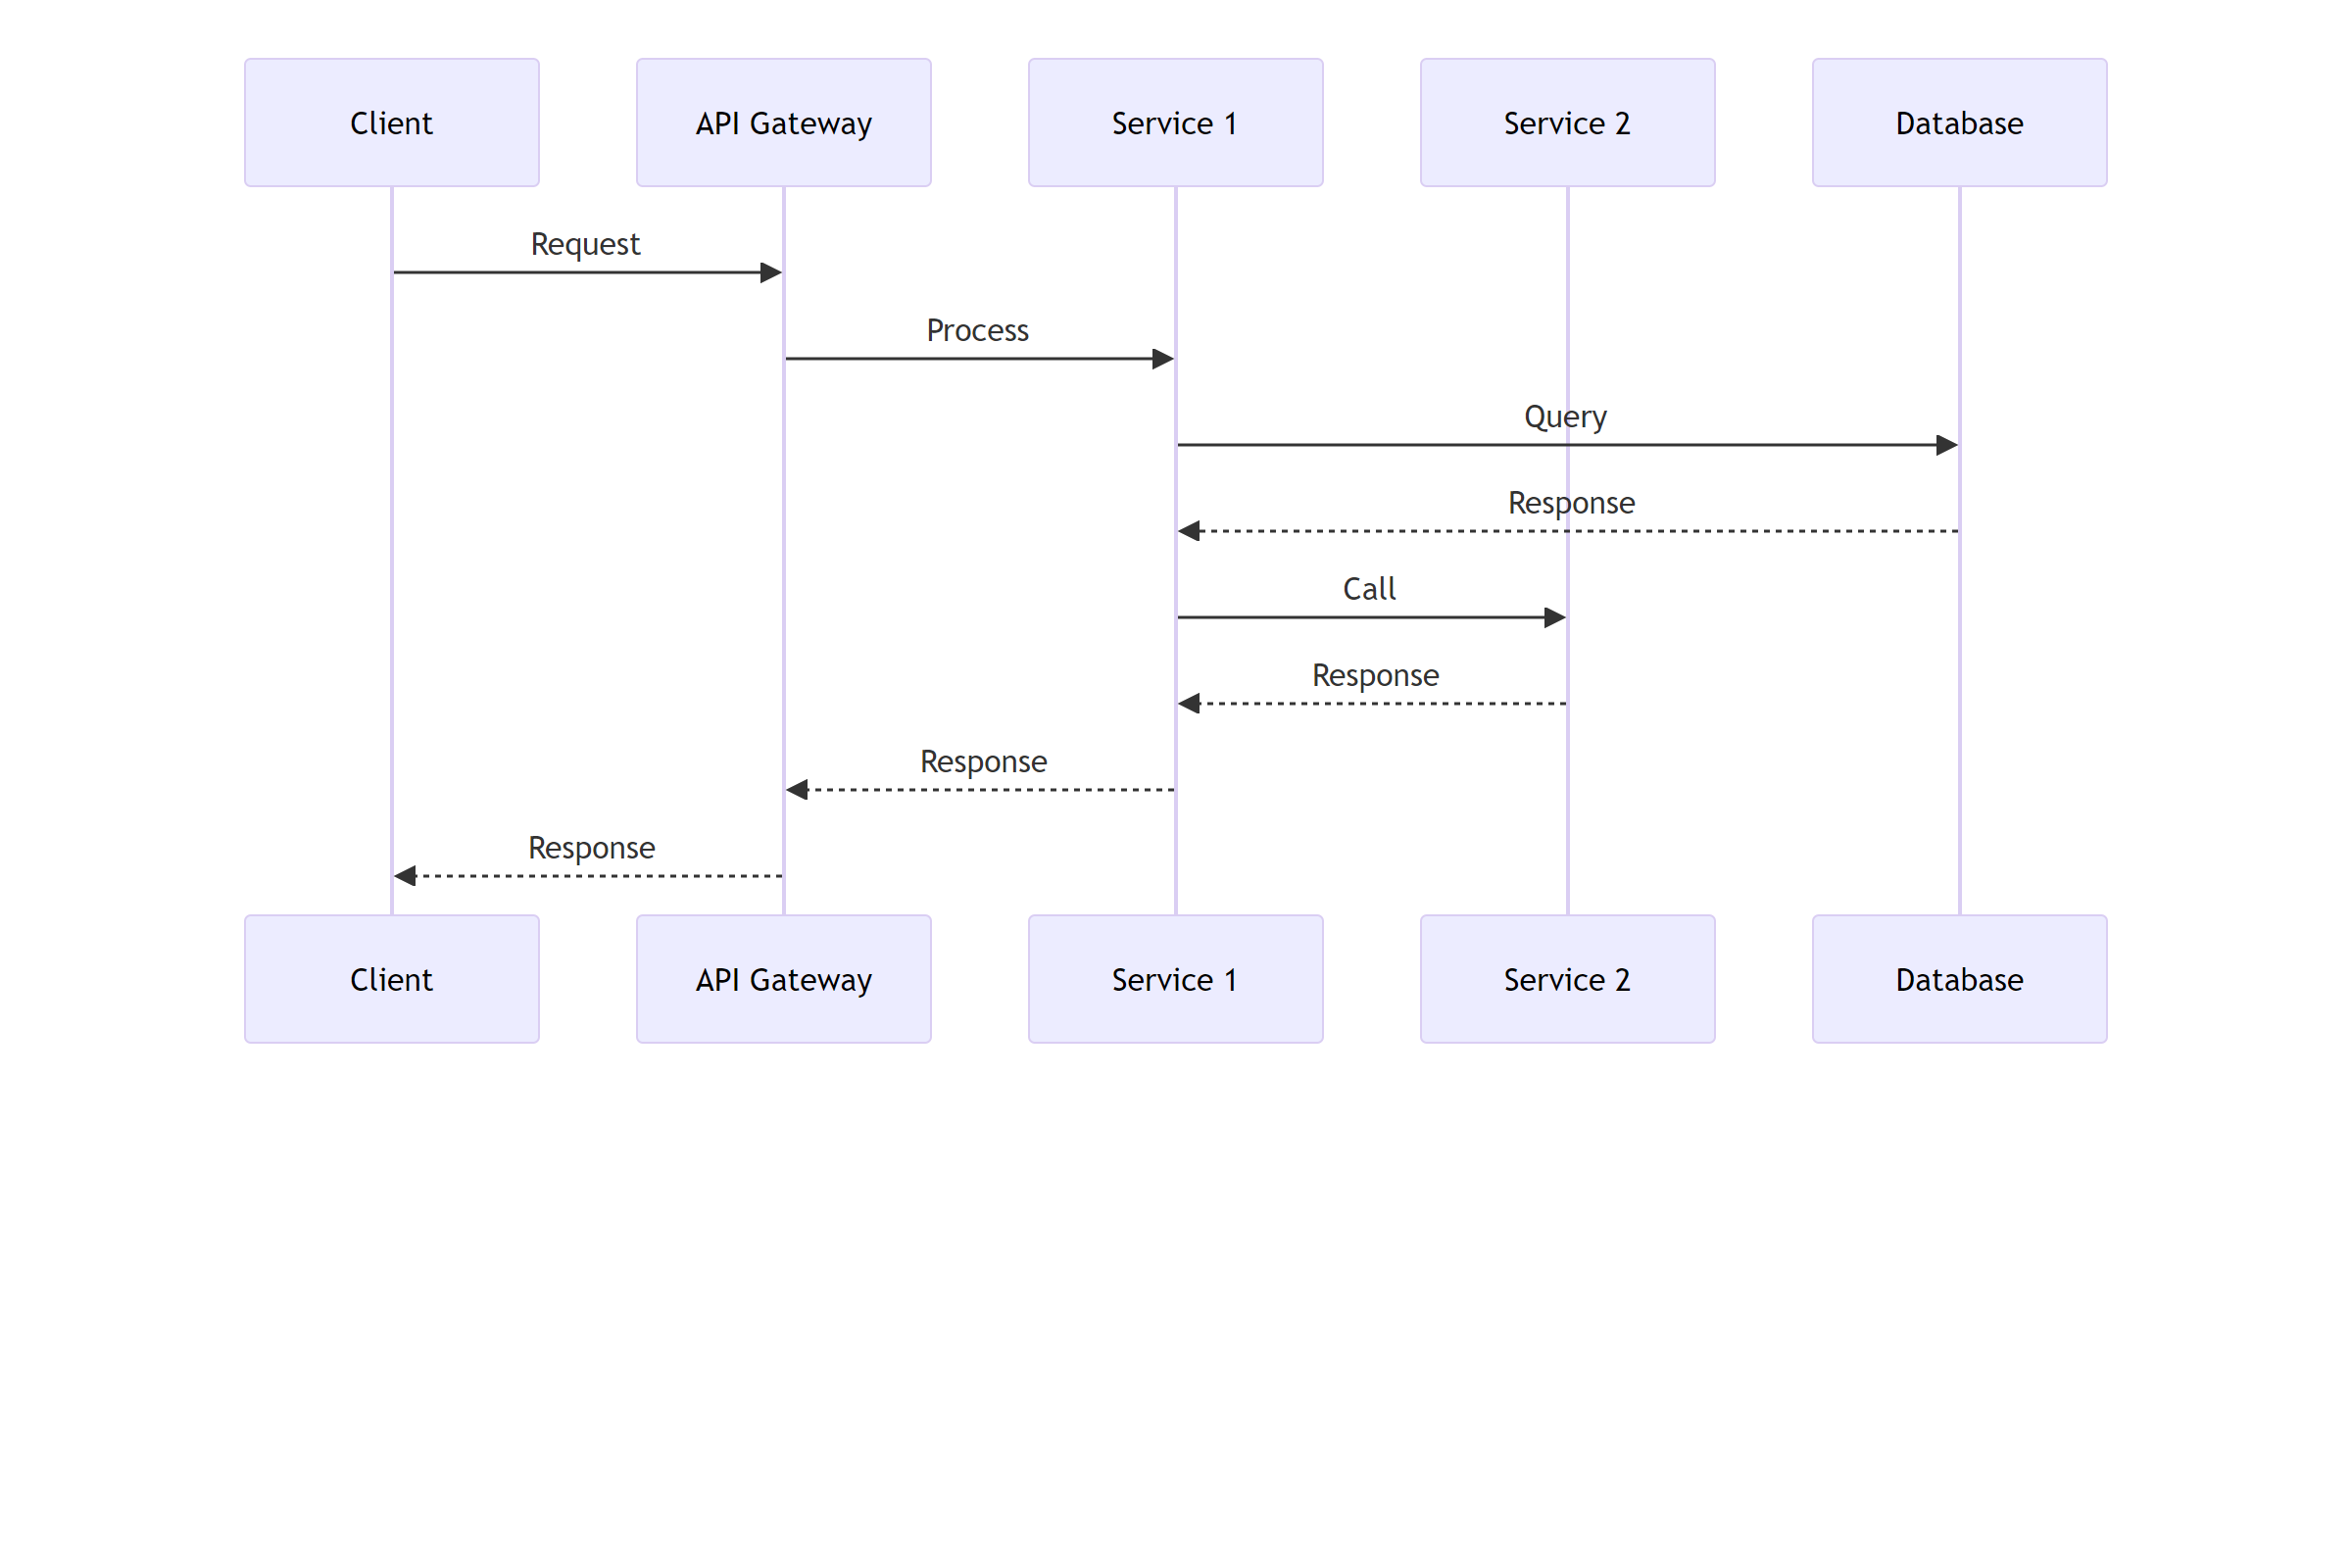 Client
API Gateway
Service 1
Service 2
Database
Request
Process
Query
Response
Call
Response
Response
Response
Client
API Gateway
Service 1
Service 2
Database